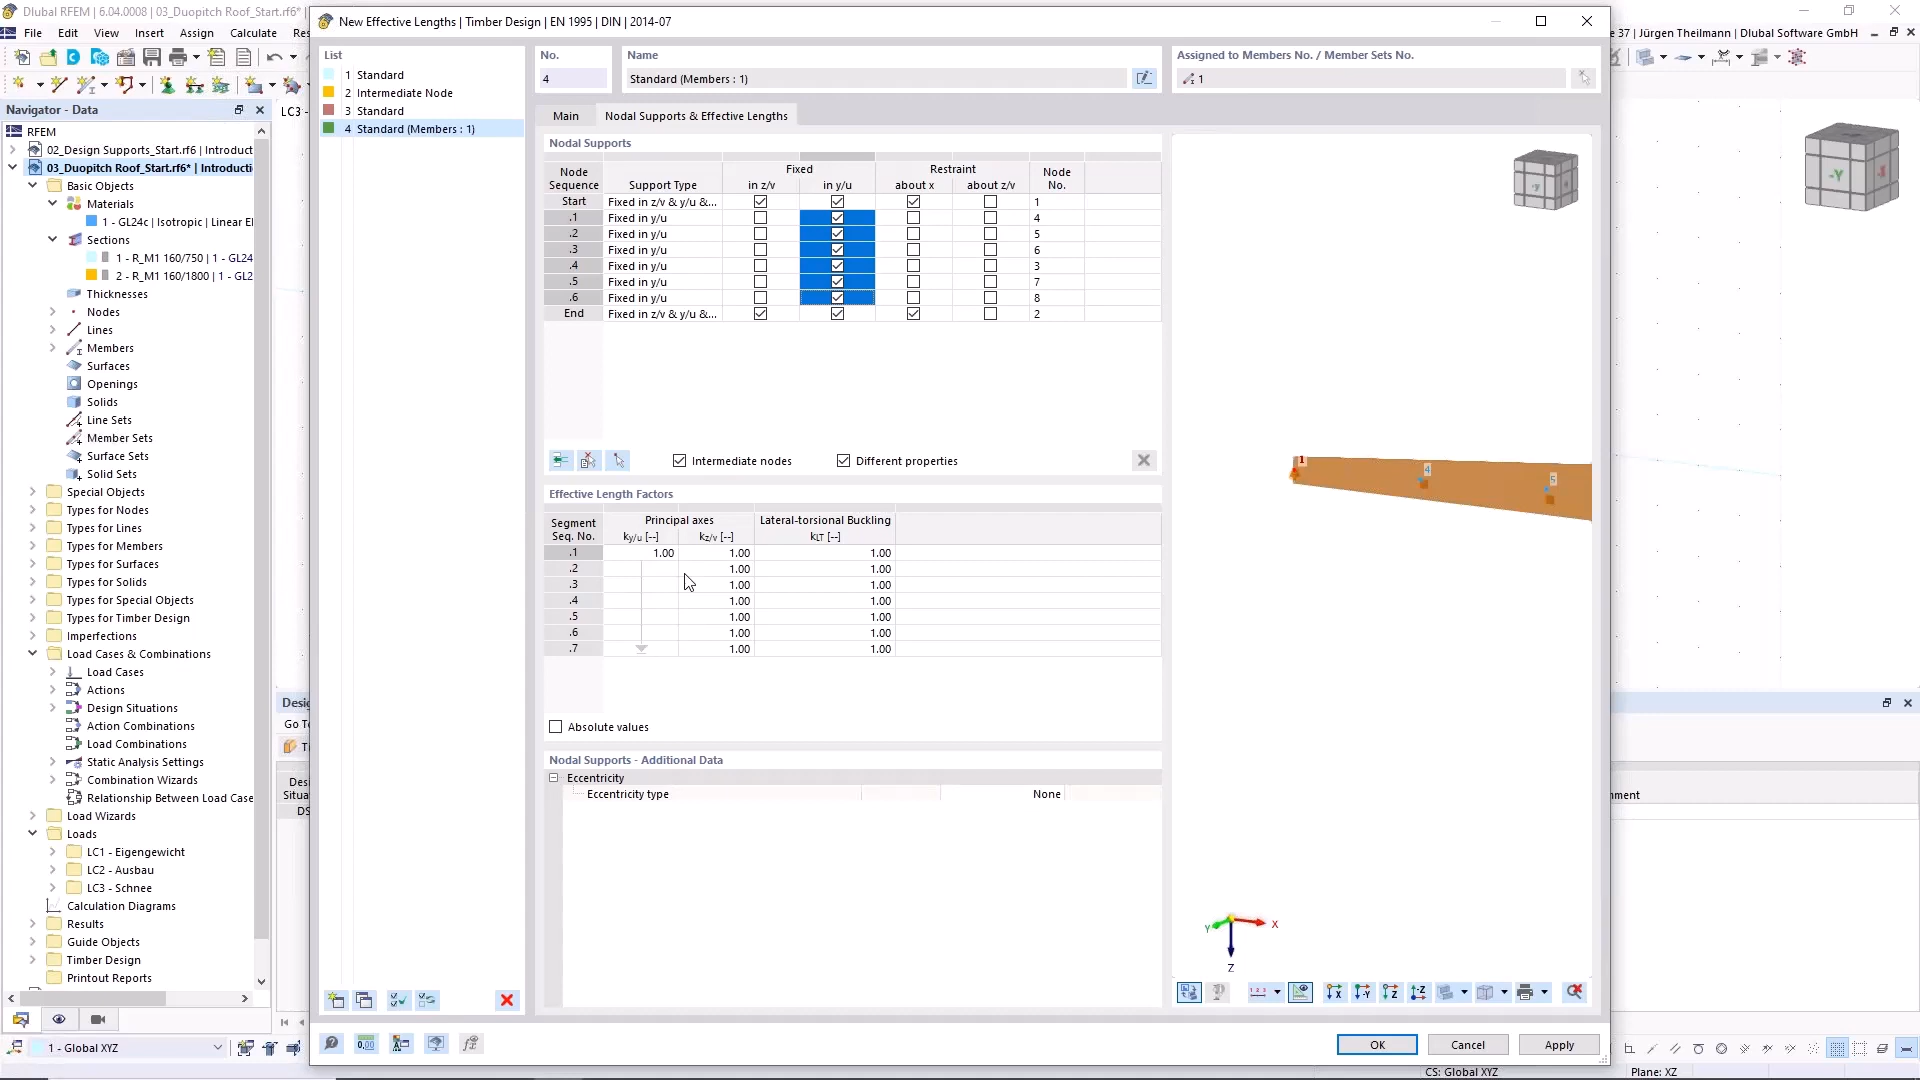 Dlubal RFEM | 6.04.0008 | 03_Duopitch Roof_Start.rf6*
File Edit View Insert Assign Calculate Res
Navigator - Data
RFEM
02_Design Supports_Start.rf6 | Introduct
03_Duopitch Roof_Start.rf6* | Introducti
Basic Objects
Materials
1 - GL24c | Isotropic | Linear El
Sections
1 - R_M1 160/750 | 1 - GL24
2 - R_M1 160/1800 | 1 - GL2
Thicknesses
Nodes
Lines
Members
Surfaces
Openings
Solids
Line Sets
Member Sets
Surface Sets
Solid Sets
Special Objects
Types for Nodes
Types for Lines
Types for Members
Types for Surfaces
Types for Solids
Types for Special Objects
Types for Timber Design
Imperfections
Load Cases & Combinations
Load Cases
Actions
Design Situations
Action Combinations
Load Combinations
Static Analysis Settings
Combination Wizards
Relationship Between Load Case
Load Wizards
Loads
LC1 - Eigengewicht
LC2 - Ausbau
LC3 - Schnee
Calculation Diagrams
Results
Guide Objects
Timber Design
Printout Reports
1 - Global XYZ
LC3 -
Desig
Go To
Ti
Desi
Situa
DS
New Effective Lengths | Timber Design | EN 1995 | DIN | 2014-07
List
1 Standard
2 Intermediate Node
3 Standard
4 Standard (Members : 1)
No.
4
Name
Standard (Members : 1)
Assigned to Members No. / Member Sets No.
1
Main Nodal Supports & Effective Lengths
Nodal Supports
Node Fixed Restraint Node
Sequence Support Type in z/v in y/u about x about z/v No.
Start Fixed in z/v & y/u &... 1
.1 Fixed in y/u 4
.2 Fixed in y/u 5
.3 Fixed in y/u 6
.4 Fixed in y/u 3
.5 Fixed in y/u 7
.6 Fixed in y/u 8
End Fixed in z/v & y/u &... 2
Intermediate nodes Different properties
Effective Length Factors
Segment Principal axes Lateral-torsional Buckling
Seq. No. ky/u [--] kz/v [--] kLT [--]
.1 1.00 1.00 1.00
.2 1.00 1.00
.3 1.00 1.00
.4 1.00 1.00
.5 1.00 1.00
.6 1.00 1.00
.7 1.00 1.00
Absolute values
Nodal Supports - Additional Data
Eccentricity
Eccentricity type None
1 4 5
-Y
X
Y
Z
OK Cancel Apply
e 37 | Jürgen Theilmann | Dlubal Software GmbH
-Y -X
nment
CS: Global XYZ Plane: XZ